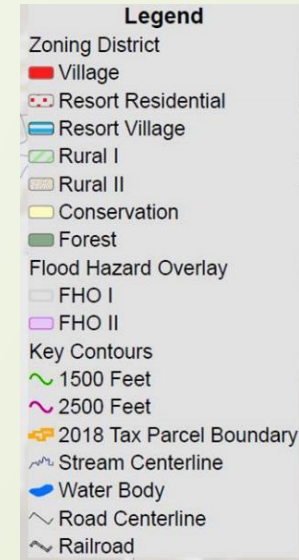 Legend
Zoning District
Village
Resort Residential
Resort Village
Rural I
Rural II
Conservation
Forest
Flood Hazard Overlay
FHO I
FHO II
Key Contours
1500 Feet
2500 Feet
2018 Tax Parcel Boundary
Stream Centerline
Water Body
Road Centerline
Railroad